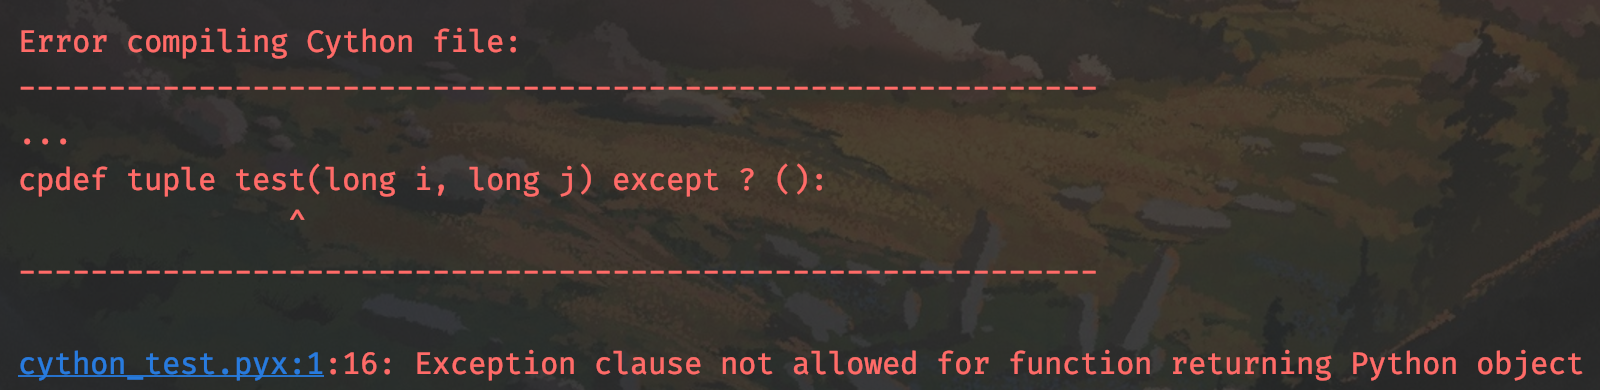 Error compiling Cython file:
------------------------------------------------------------
...
cpdef tuple test(long i, long j) except ? ():
^
------------------------------------------------------------
cython_test.pyx:1:16: Exception clause not allowed for function returning Python object